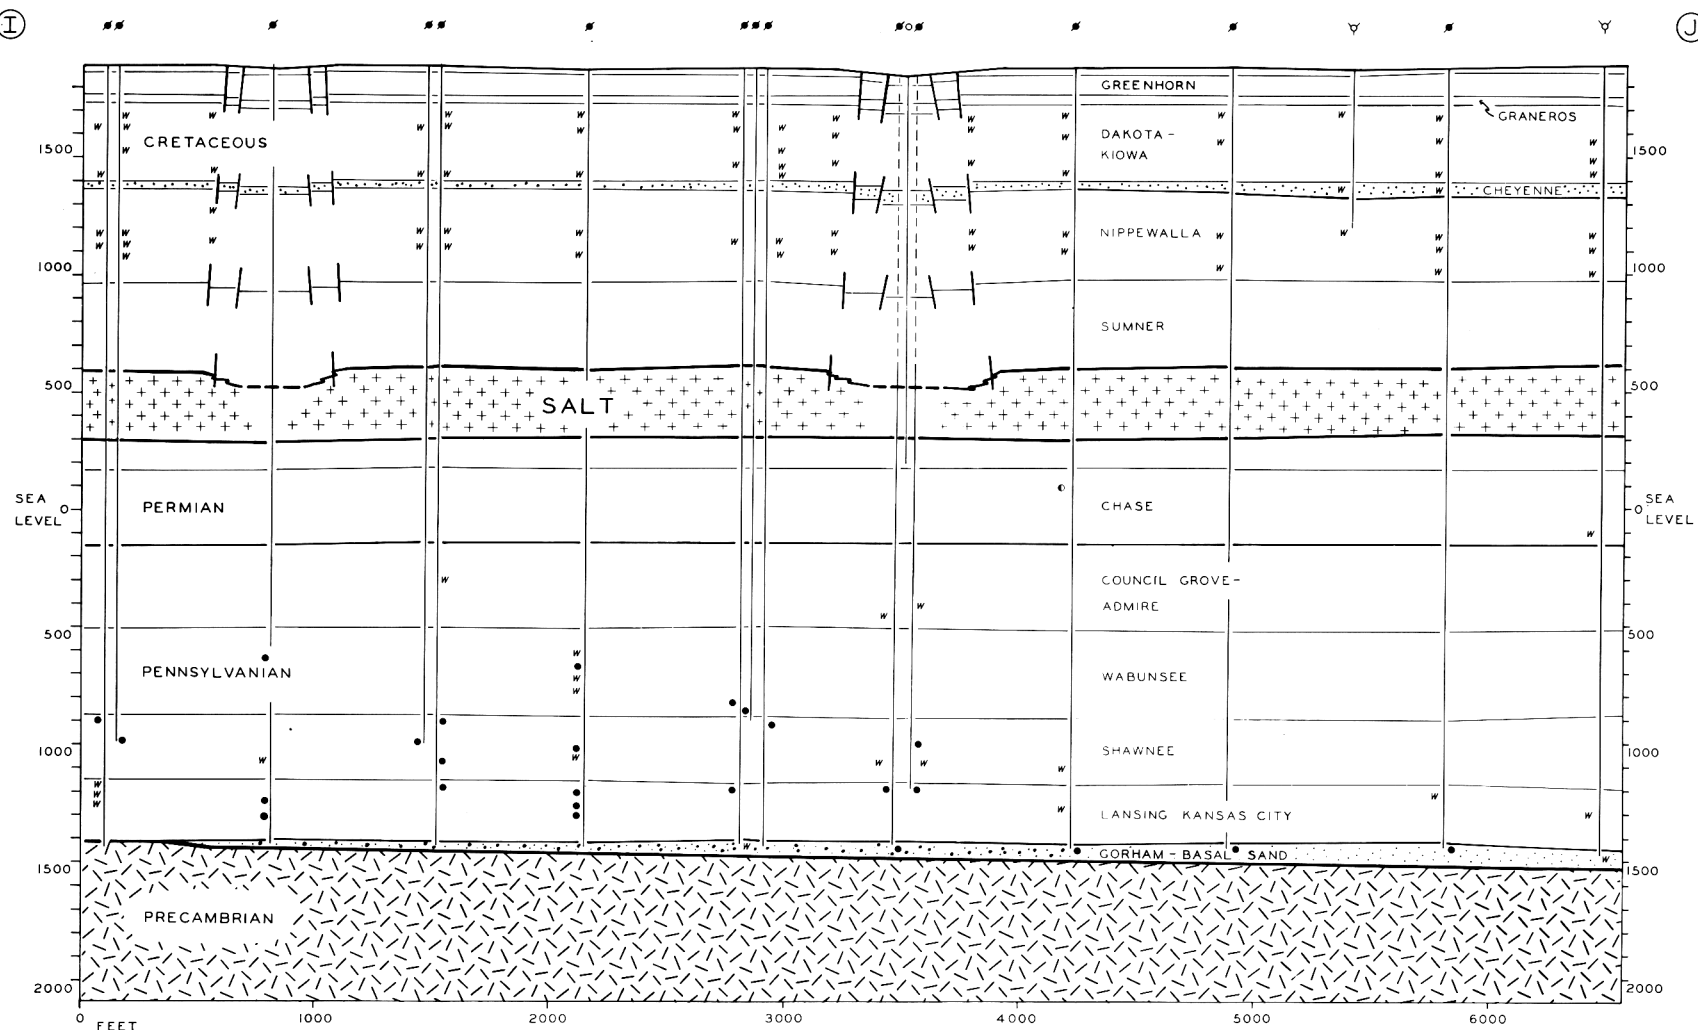 I
J
GREENHORN
GRANEROS
CRETACEOUS
DAKOTA-
KIOWA
1500
1500
CHEYENNE
NIPPEWALLA
1000
1000
SUMNER
500
500
SALT
SEA
LEVEL
0
PERMIAN
CHASE
0
SEA
LEVEL
COUNCIL GROVE-
ADMIRE
500
500
PENNSYLVANIAN
WABUNSEE
1000
SHAWNEE
1000
LANSING KANSAS CITY
GORHAM-BASAL SAND
1500
1500
PRECAMBRIAN
2000
2000
0
1000
2000
3000
4000
5000
6000
FEET